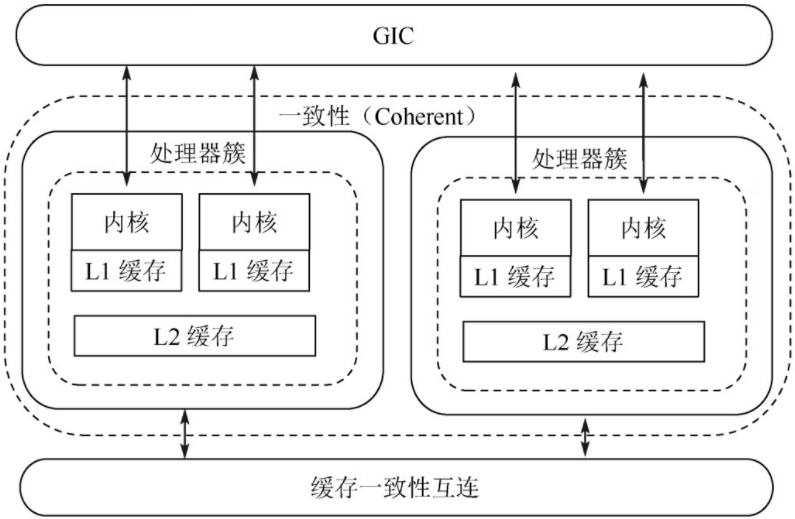 GIC
一致性（Coherent）
处理器簇
内核
内核
L1 缓存
L1 缓存
L2 缓存
处理器簇
内核
内核
L1 缓存
L1 缓存
L2 缓存
缓存一致性互连